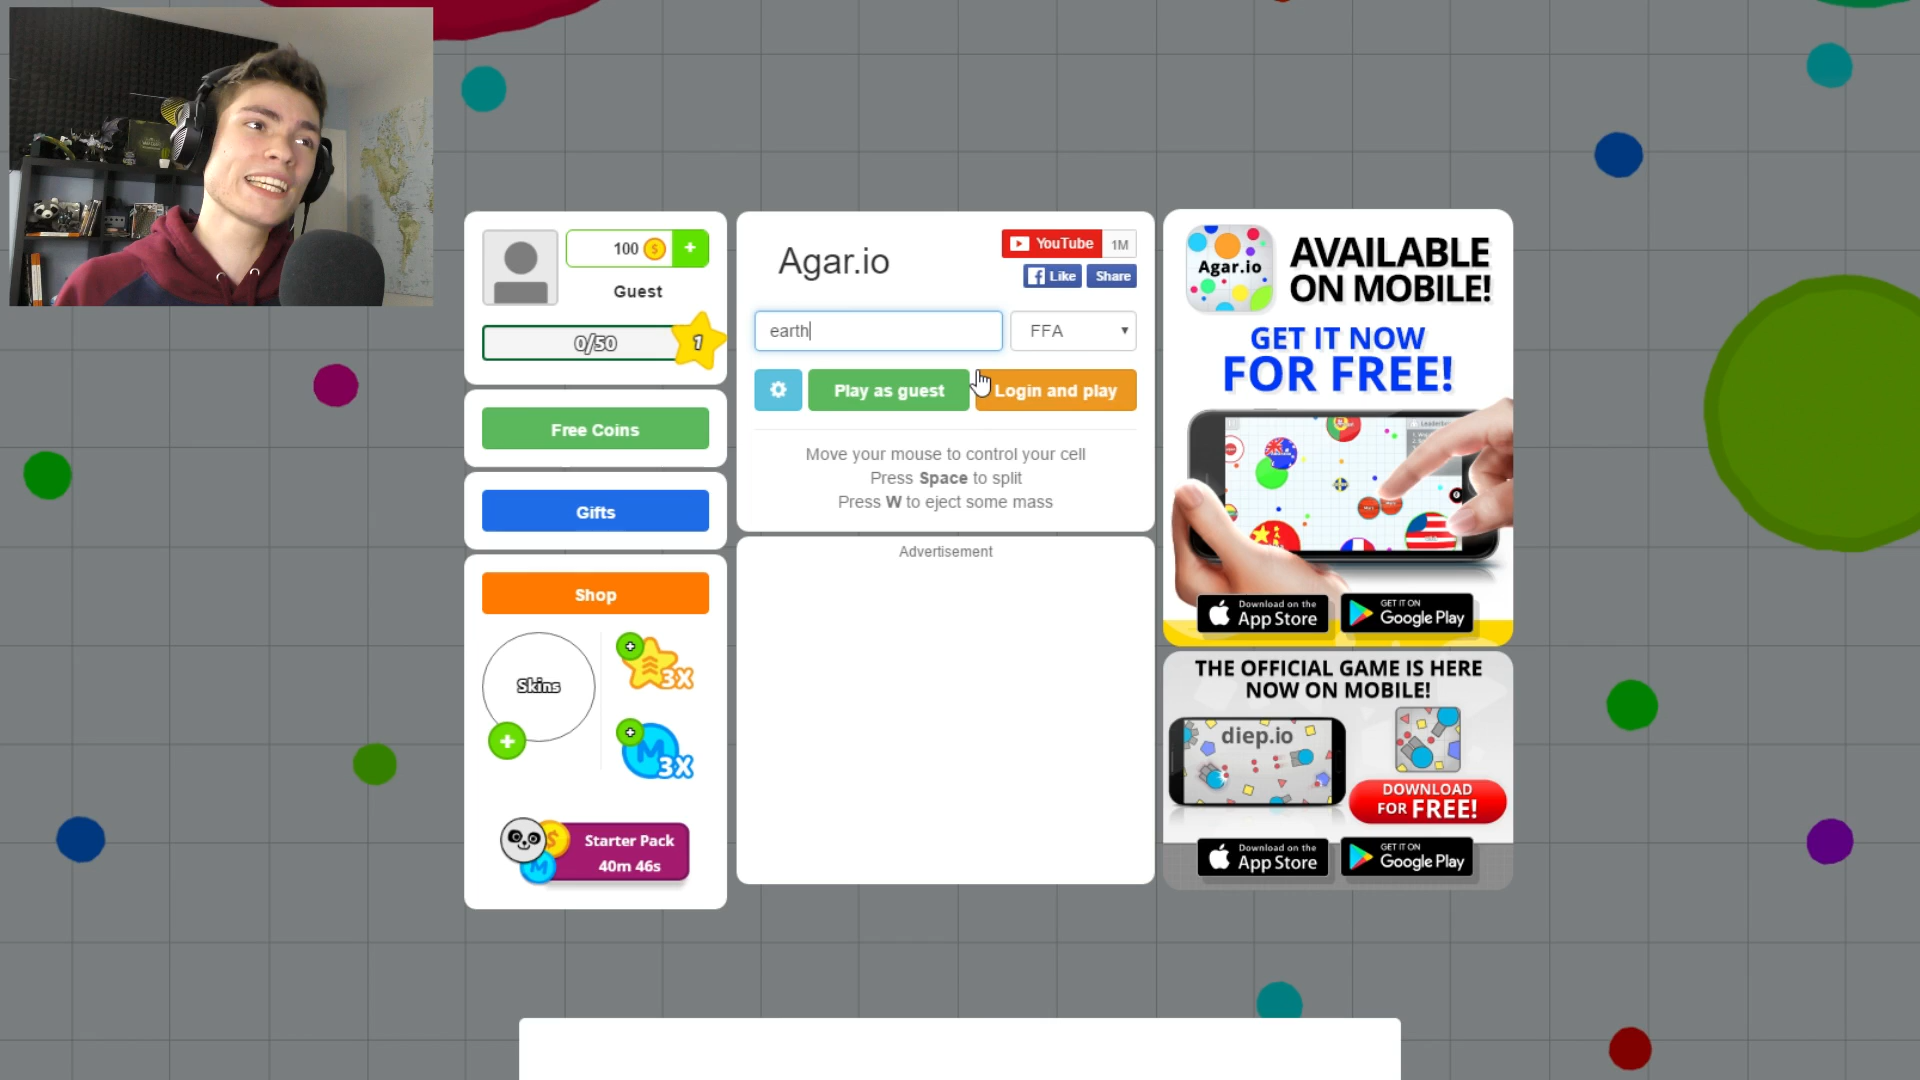 100
+
Guest
0/50
1
Free Coins
Gifts
Shop
Skins
+
3X
M
3X
Starter Pack
40m 46s
Agar.io
YouTube
1M
Like
Share
earth
FFA
Play as guest
Login and play
Move your mouse to control your cell
Press Space to split
Press W to eject some mass
Advertisement
Agar.io
AVAILABLE
ON MOBILE!
GET IT NOW
FOR FREE!
Download on the
App Store
GET IT ON
Google Play
THE OFFICIAL GAME IS HERE
NOW ON MOBILE!
diep.io
DOWNLOAD
FOR FREE!
Download on the
App Store
GET IT ON
Google Play